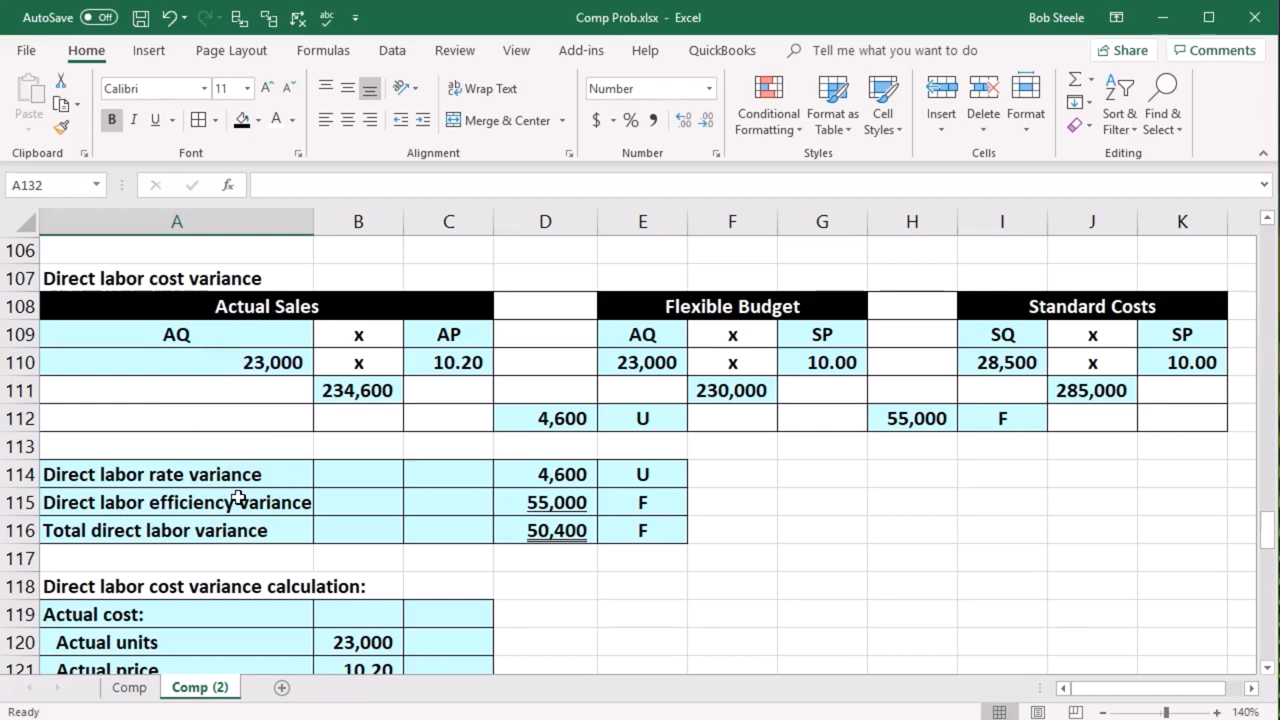 AutoSave Off abc Comp Prob.xlsx - Excel Bob Steele
File Home Insert Page Layout Formulas Data Review View Add-ins Help QuickBooks Tell me what you want to do Share Comments
Paste Calibri 11 A A Wrap Text Number Conditional Formatting Format as Table Cell Styles Insert Delete Format Sort & Filter Find & Select
B I U A Merge & Center $ %
Clipboard Font Alignment Number Styles Cells Editing
A132 fx
A B C D E F G H I J K
106
107 Direct labor cost variance
108 Actual Sales Flexible Budget Standard Costs
109 AQ x AP AQ x SP SQ x SP
110 23,000 x 10.20 23,000 x 10.00 28,500 x 10.00
111 234,600 230,000 285,000
112 4,600 U 55,000 F
113
114 Direct labor rate variance 4,600 U
115 Direct labor efficiency variance 55,000 F
116 Total direct labor variance 50,400 F
117
118 Direct labor cost variance calculation:
119 Actual cost:
120 Actual units 23,000
121 Actual price 10.20
Comp Comp (2)
Ready 140%